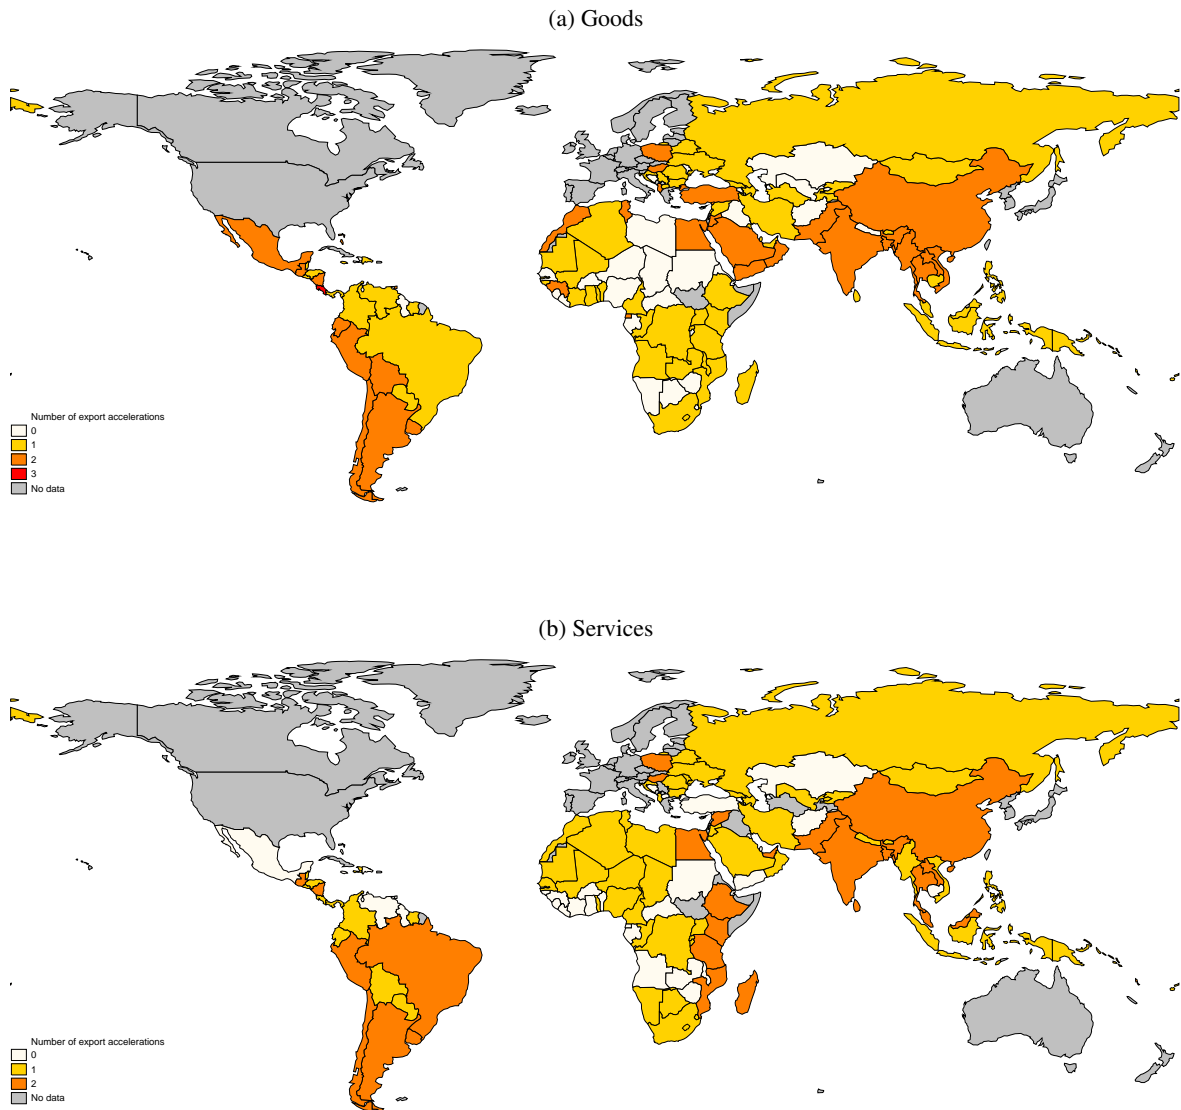 (a) Goods
Number of export accelerations
0
1
2
3
No data
(b) Services
Number of export accelerations
0
1
2
No data